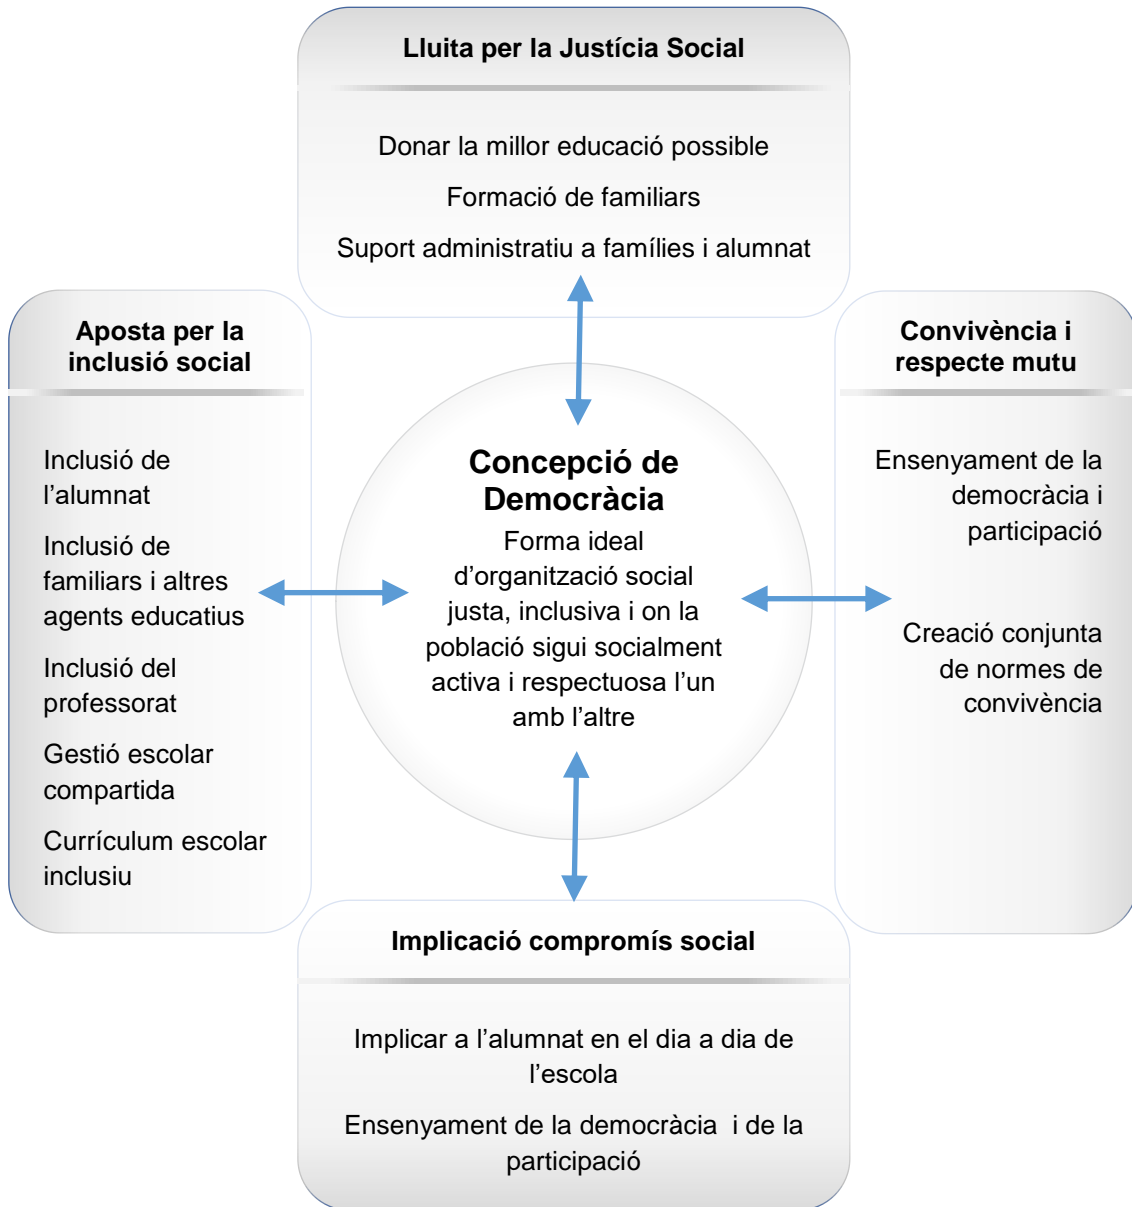 Lluita per la Justícia Social
Donar la millor educació possible
Formació de familiars
Suport administratiu a famílies i alumnat
Aposta per la
inclusió social
Inclusió de
l’alumnat
Inclusió de
familiars i altres
agents educatius
Inclusió del
professorat
Gestió escolar
compartida
Currículum escolar
inclusiu
Concepció de
Democràcia
Forma ideal
d’organització social
justa, inclusiva i on la
població sigui socialment
activa i respectuosa l’un
amb l’altre
Convivència i
respecte mutu
Ensenyament de la
democràcia i
participació
Creació conjunta
de normes de
convivència
Implicació compromís social
Implicar a l’alumnat en el dia a dia de
l’escola
Ensenyament de la democràcia  i de la
participació